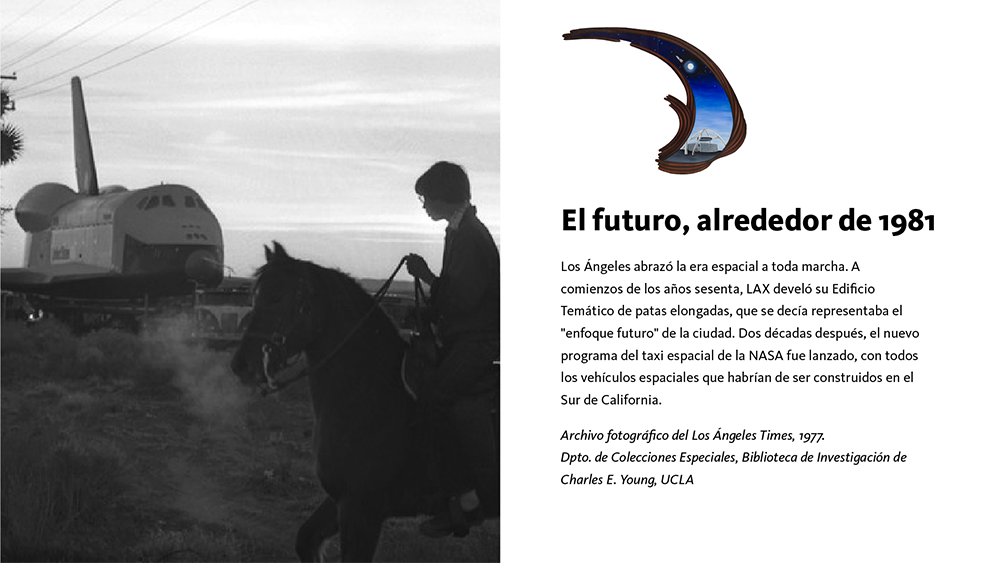 El futuro, alrededor de 1981
Los Ángeles abrazó la era espacial a toda marcha. A
comienzos de los años sesenta, LAX develó su Edificio
Temático de patas elongadas, que se decía representaba el
"enfoque futuro" de la ciudad. Dos décadas después, el nuevo
programa del taxi espacial de la NASA fue lanzado, con todos
los vehículos espaciales que habrían de ser construidos en el
Sur de California.
Archivo fotográfico del Los Ángeles Times, 1977.
Dpto. de Colecciones Especiales, Biblioteca de Investigación de
Charles E. Young, UCLA